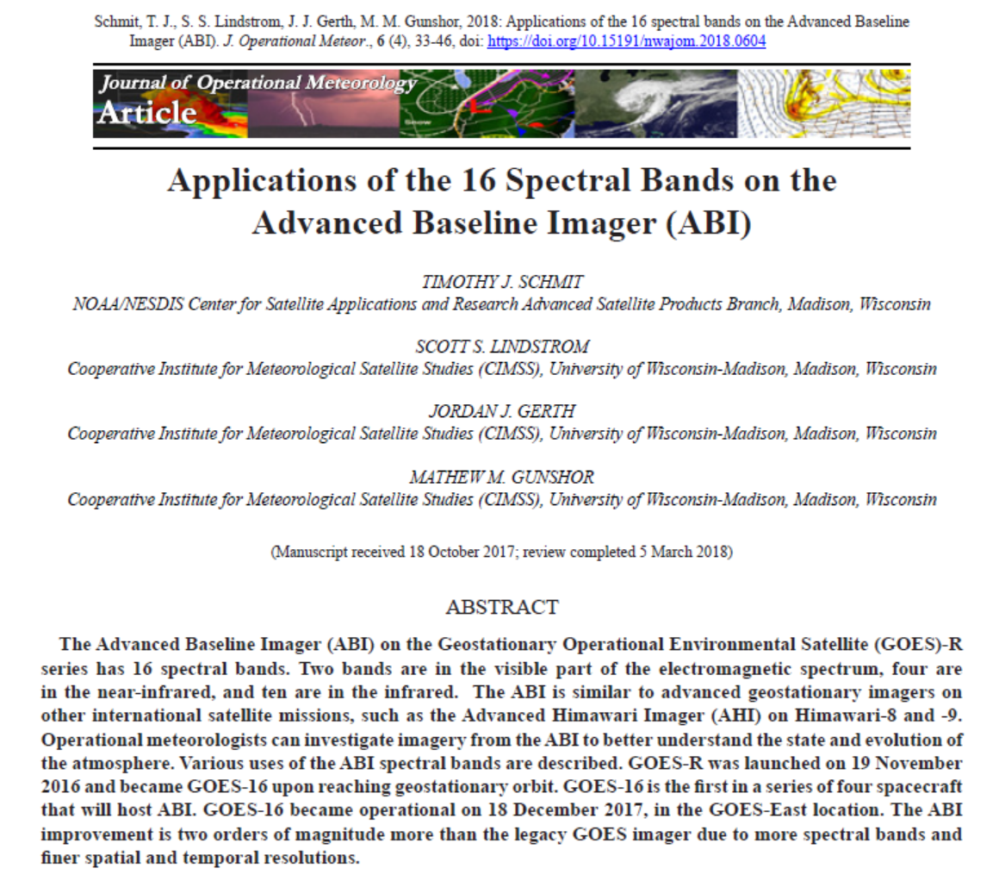 Schmit, T. J., S. S. Lindstrom, J. J. Gerth, M. M. Gunshor, 2018: Applications of the 16 spectral bands on the Advanced Baseline
Imager (ABI). J. Operational Meteor., 6 (4), 33-46, doi: https://doi.org/10.15191/nwajom.2018.0604
Journal of Operational Meteorology
Article
Snow
L
Applications of the 16 Spectral Bands on the
Advanced Baseline Imager (ABI)
TIMOTHY J. SCHMIT
NOAA/NESDIS Center for Satellite Applications and Research Advanced Satellite Products Branch, Madison, Wisconsin
SCOTT S. LINDSTROM
Cooperative Institute for Meteorological Satellite Studies (CIMSS), University of Wisconsin-Madison, Madison, Wisconsin
JORDAN J. GERTH
Cooperative Institute for Meteorological Satellite Studies (CIMSS), University of Wisconsin-Madison, Madison, Wisconsin
MATHEW M. GUNSHOR
Cooperative Institute for Meteorological Satellite Studies (CIMSS), University of Wisconsin-Madison, Madison, Wisconsin
(Manuscript received 18 October 2017; review completed 5 March 2018)
ABSTRACT
The Advanced Baseline Imager (ABI) on the Geostationary Operational Environmental Satellite (GOES)-R
series has 16 spectral bands. Two bands are in the visible part of the electromagnetic spectrum, four are
in the near-infrared, and ten are in the infrared. The ABI is similar to advanced geostationary imagers on
other international satellite missions, such as the Advanced Himawari Imager (AHI) on Himawari-8 and -9.
Operational meteorologists can investigate imagery from the ABI to better understand the state and evolution of
the atmosphere. Various uses of the ABI spectral bands are described. GOES-R was launched on 19 November
2016 and became GOES-16 upon reaching geostationary orbit. GOES-16 is the first in a series of four spacecraft
that will host ABI. GOES-16 became operational on 18 December 2017, in the GOES-East location. The ABI
improvement is two orders of magnitude more than the legacy GOES imager due to more spectral bands and
finer spatial and temporal resolutions.